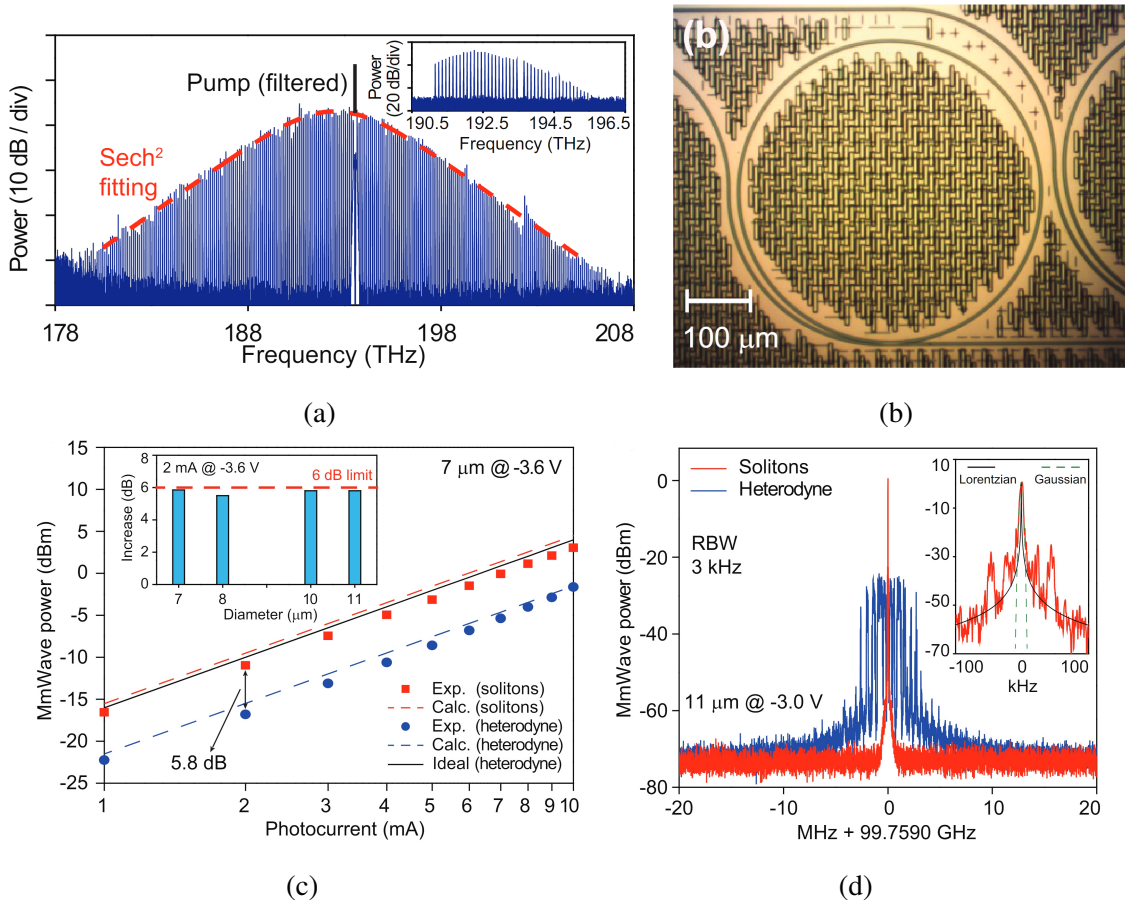 Power (10 dB / div)
Pump (filtered)
Sech²
fitting
178
188
198
208
Frequency (THz)
Power
(20 dB/div)
190.5
192.5
194.5
196.5
Frequency (THz)
(a)
(b)
100 μm
(b)
MmWave power (dBm)
15
10
5
0
-5
-10
-15
-20
-25
7 μm @ -3.6 V
2 mA @ -3.6 V
6 dB limit
Increase (dB)
8
6
4
2
0
7
8
10
11
Diameter (μm)
5.8 dB
Exp. (solitons)
Calc. (solitons)
Exp. (heterodyne)
Calc. (heterodyne)
Ideal (heterodyne)
1
2
3
4
5
6
7
8
9
10
Photocurrent (mA)
(c)
MmWave power (dBm)
0
-20
-40
-60
-80
Solitons
Heterodyne
RBW
3 kHz
11 μm @ -3.0 V
10
-10
-30
-50
-70
Lorentzian
Gaussian
-100
0
100
kHz
-20
-10
0
10
20
MHz + 99.7590 GHz
(d)